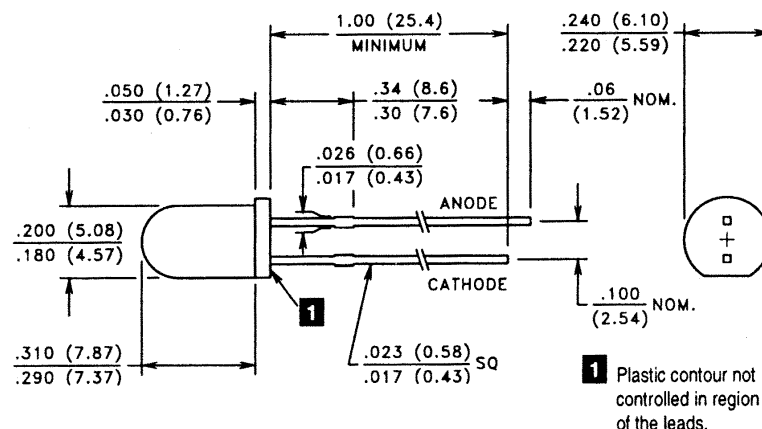 1.00 (25.4)
MINIMUM
.240 (6.10)
.220 (5.59)
.050 (1.27)
.030 (0.76)
.34 (8.6)
.30 (7.6)
.06
(1.52)
NOM.
.026 (0.66)
.017 (0.43)
ANODE
.200 (5.08)
.180 (4.57)
CATHODE
1
.100
(2.54)
NOM.
.310 (7.87)
.290 (7.37)
.023 (0.58)
.017 (0.43)
SQ
1 Plastic contour not
controlled in region
of the leads.